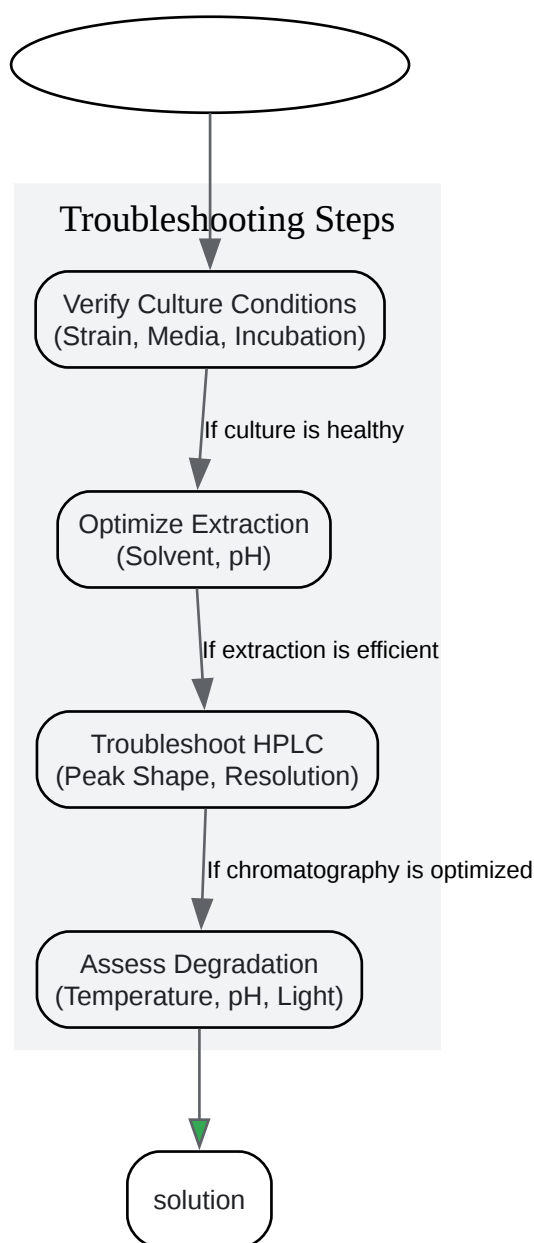 Troubleshooting Steps
Verify Culture Conditions
(Strain, Media, Incubation)
If culture is healthy
Optimize Extraction
(Solvent, pH)
If extraction is efficient
Troubleshoot HPLC
(Peak Shape, Resolution)
If chromatography is optimized
Assess Degradation
(Temperature, pH, Light)
solution